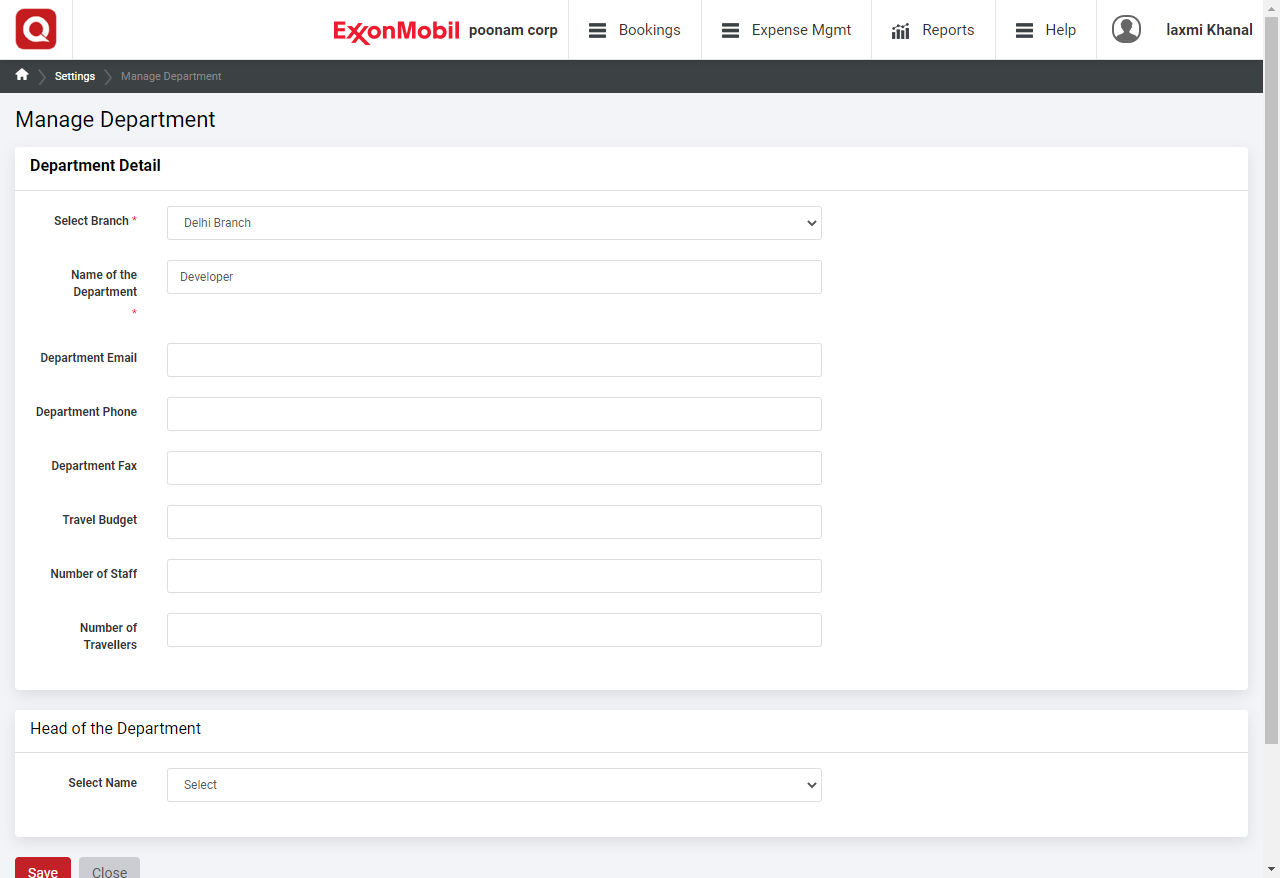 Q
ExxonMobil poonam corp Bookings Expense Mgmt Reports Help laxmi Khanal
Settings Manage Department
Manage Department
Department Detail
Select Branch * Delhi Branch
Name of the Developer
Department
*
Department Email
Department Phone
Department Fax
Travel Budget
Number of Staff
Number of
Travellers
Head of the Department
Select Name Select
Save Close